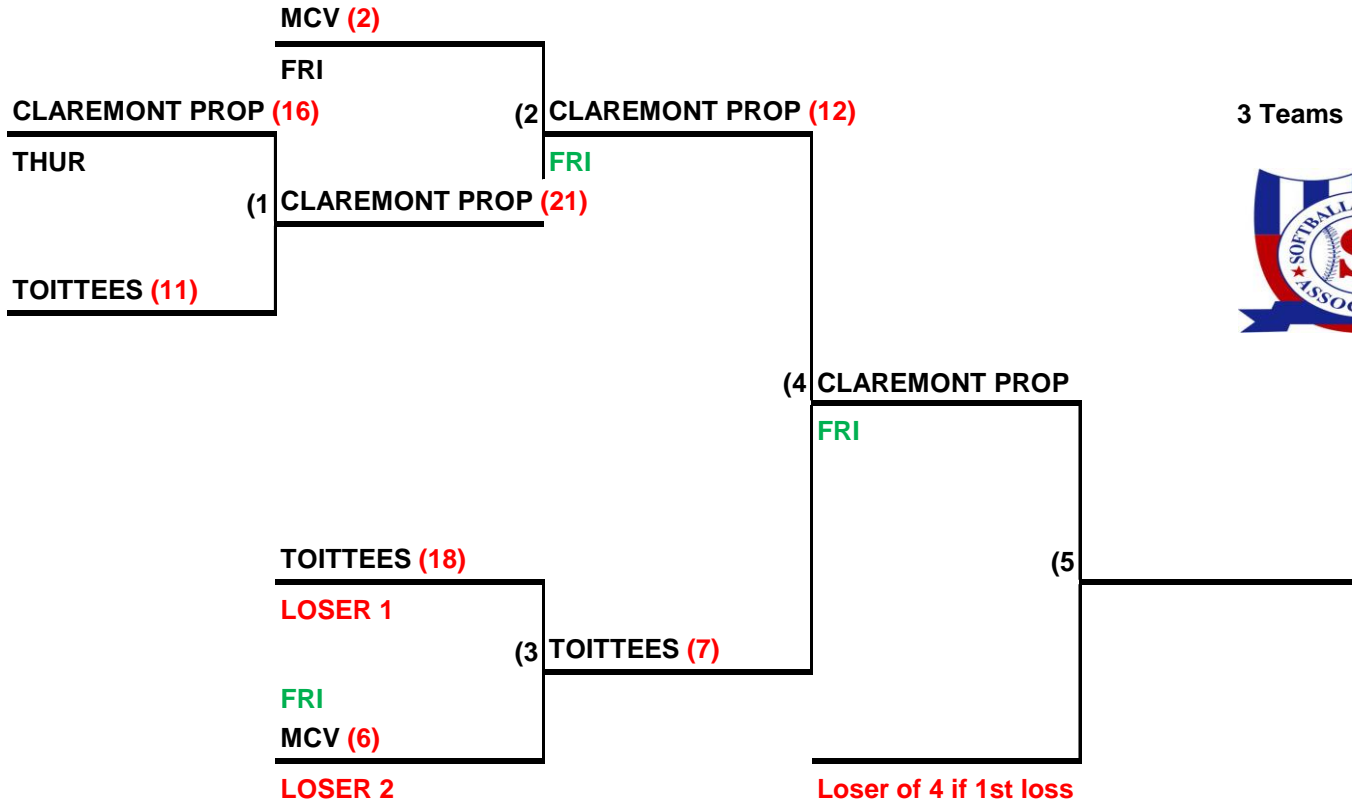 MCV (2)
FRI
CLAREMONT PROP (16)
(2 CLAREMONT PROP (12)
3 Teams
THUR
FRI
(1 CLAREMONT PROP (21)
TOITTEES (11)
(4 CLAREMONT PROP
FRI
TOITTEES (18)
(5
LOSER 1
(3 TOITTEES (7)
FRI
MCV (6)
LOSER 2
Loser of 4 if 1st loss